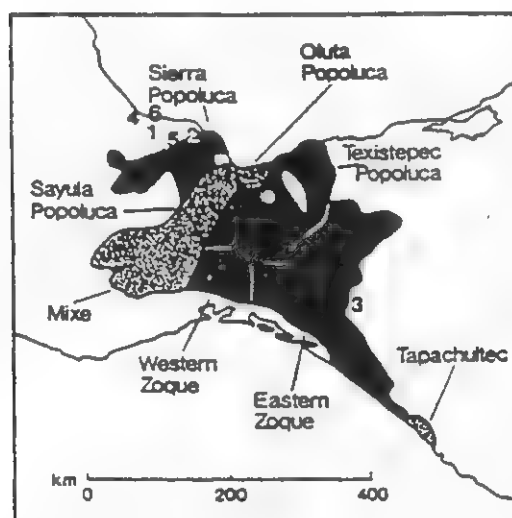 Sierra
Popoluca
Oluta
Popoluca
4 6
1
5 2
Texistepec
Popoluca
Sayula
Popoluca
3
Mixe
Western
Zoque
Eastern
Zoque
Tapachultec
km
0 200 400